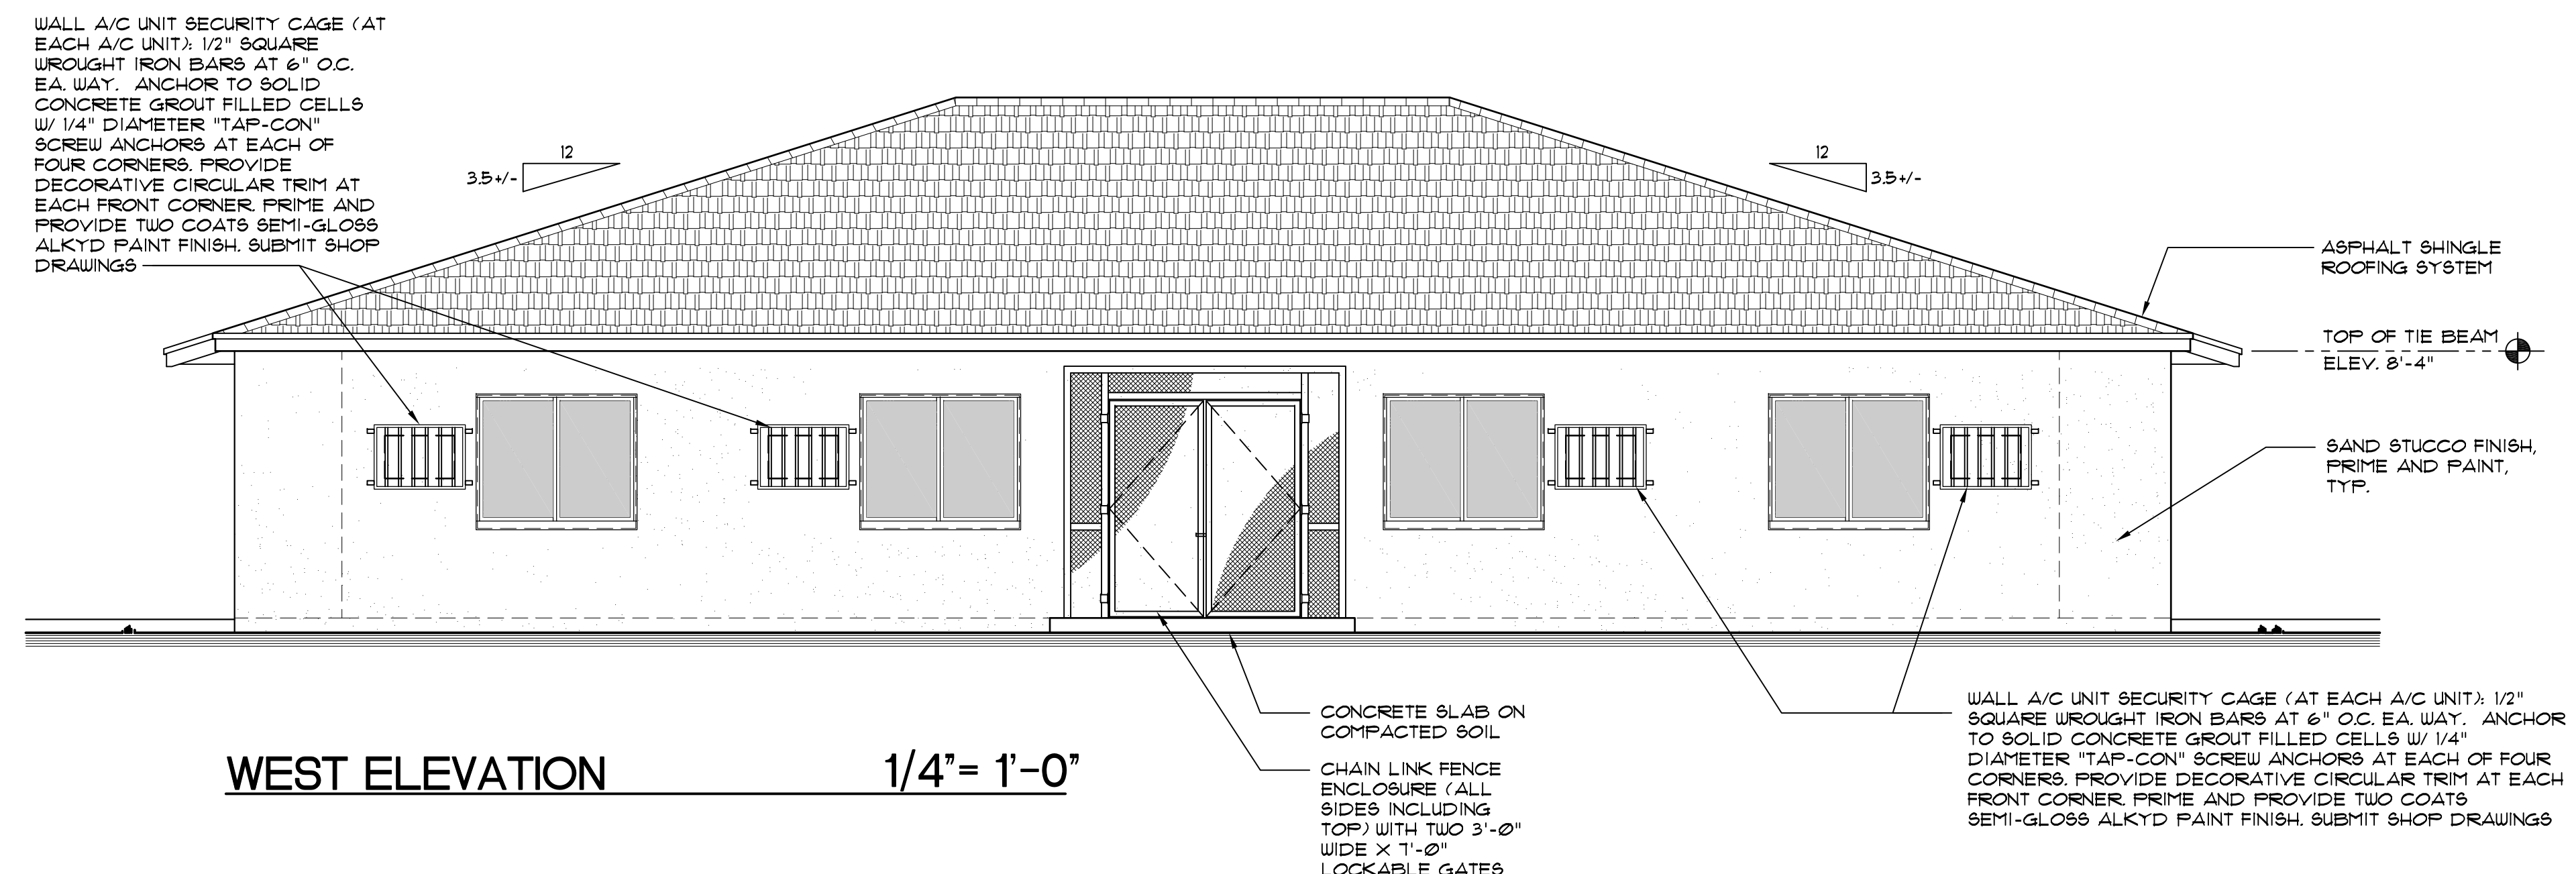 WALL A/C UNIT SECURITY CAGE (AT
EACH A/C UNIT): 1/2" SQUARE
WROUGHT IRON BARS AT 6" O.C.
EA. WAY. ANCHOR TO SOLID
CONCRETE GROUT FILLED CELLS
W/ 1/4" DIAMETER "TAP-CON"
SCREW ANCHORS AT EACH OF
FOUR CORNERS. PROVIDE
DECORATIVE CIRCULAR TRIM AT
EACH FRONT CORNER. PRIME AND
PROVIDE TWO COATS SEMI-GLOSS
ALKYD PAINT FINISH. SUBMIT SHOP
DRAWINGS
12
3.5+/-
12
3.5+/-
ASPHALT SHINGLE
ROOFING SYSTEM
TOP OF TIE BEAM
ELEV. 8'-4"
SAND STUCCO FINISH,
PRIME AND PAINT,
TYP.
CONCRETE SLAB ON
COMPACTED SOIL
CHAIN LINK FENCE
ENCLOSURE (ALL
SIDES INCLUDING
TOP) WITH TWO 3'-0"
WIDE X 7'-0"
LOCKABLE GATES
WALL A/C UNIT SECURITY CAGE (AT EACH A/C UNIT): 1/2"
SQUARE WROUGHT IRON BARS AT 6" O.C. EA. WAY. ANCHOR
TO SOLID CONCRETE GROUT FILLED CELLS W/ 1/4"
DIAMETER "TAP-CON" SCREW ANCHORS AT EACH OF FOUR
CORNERS. PROVIDE DECORATIVE CIRCULAR TRIM AT EACH
FRONT CORNER. PRIME AND PROVIDE TWO COATS
SEMI-GLOSS ALKYD PAINT FINISH. SUBMIT SHOP DRAWINGS
WEST ELEVATION 1/4"= 1'-0"